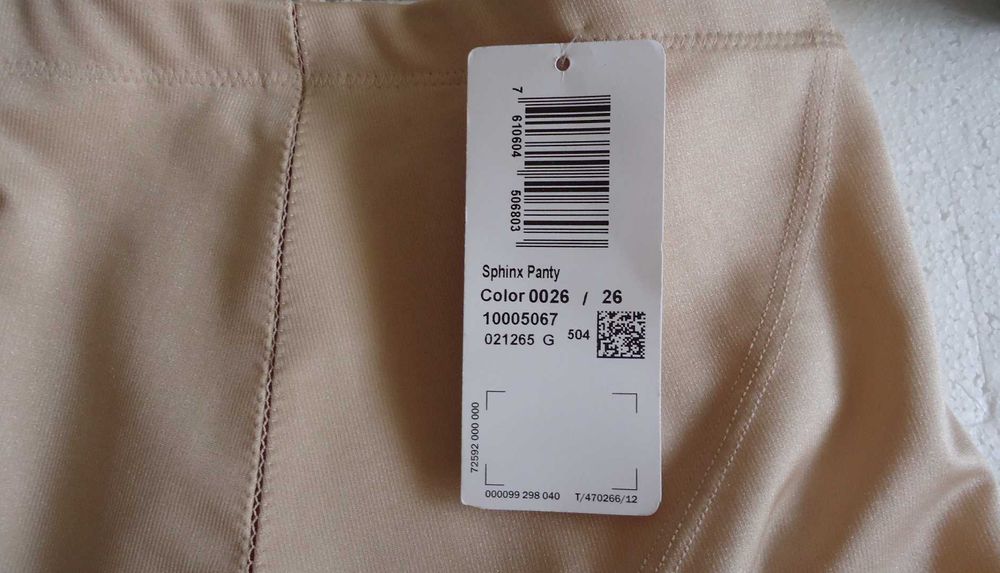 7 610604 506803
Sphinx Panty
Color 0026 / 26
10005067
021265 G 504
72592 000 000
000099 298 040 T/470266/12